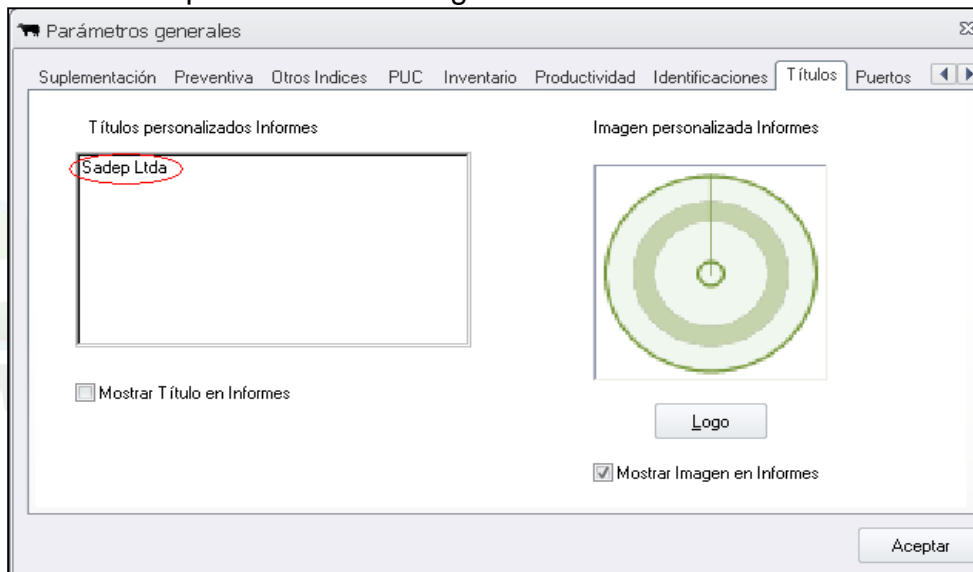 Parámetros generales
Suplementación Preventiva Otros Indices PUC Inventario Productividad Identificaciones Títulos Puertos
Títulos personalizados Informes
Imagen personalizada Informes
Sadep Ltda
Mostrar Título en Informes
Logo
Mostrar Imagen en Informes
Aceptar